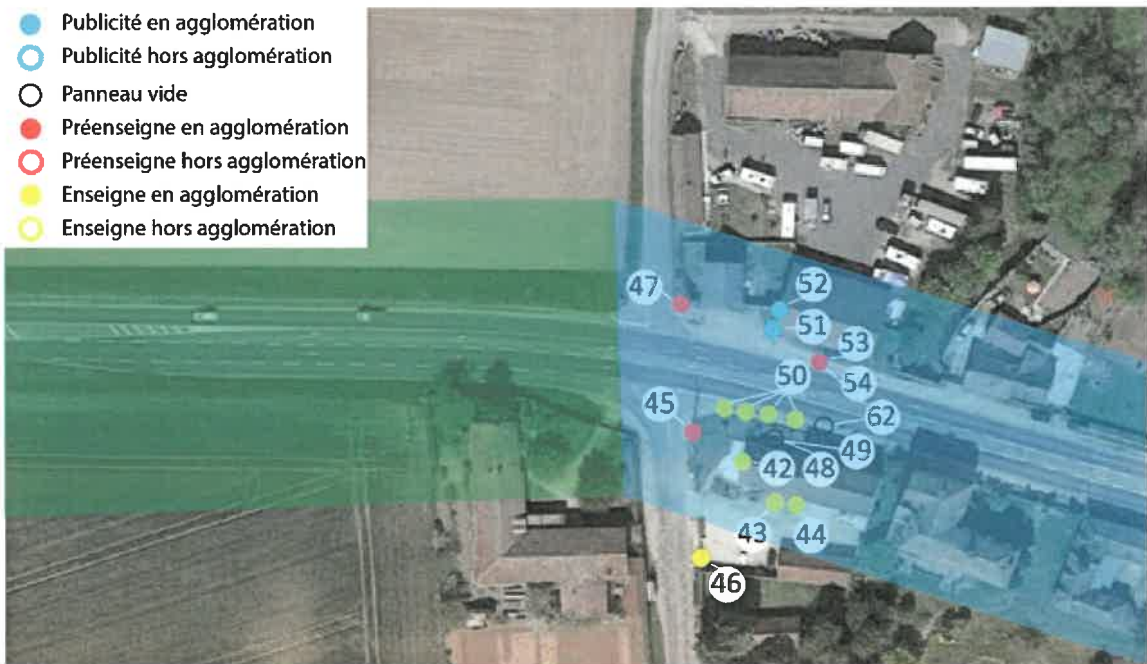 Publicité en agglomération
Publicité hors agglomération
Panneau vide
Préenseigne en agglomération
Préenseigne hors agglomération
Enseigne en agglomération
Enseigne hors agglomération
47
52
51
53
50
54
45
62
49
42
48
43
44
46